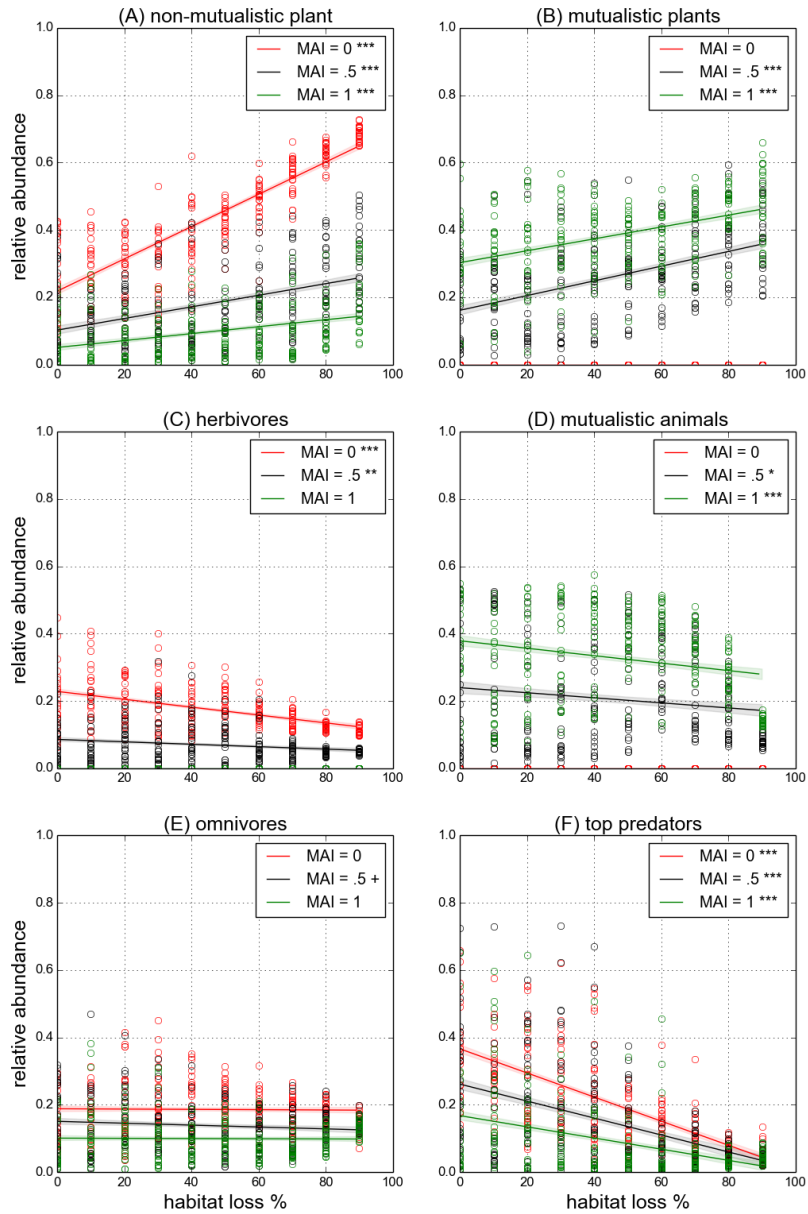 (A) non-mutualistic plant
MAI = 0 ***
MAI = .5 ***
MAI = 1 ***
relative abundance
1.0
0.8
0.6
0.4
0.2
0.0
0 20 40 60 80 100
(B) mutualistic plants
MAI = 0
MAI = .5 ***
MAI = 1 ***
1.0
0.8
0.6
0.4
0.2
0.0
0 20 40 60 80 100
(C) herbivores
MAI = 0 ***
MAI = .5 **
MAI = 1
relative abundance
1.0
0.8
0.6
0.4
0.2
0.0
0 20 40 60 80 100
(D) mutualistic animals
MAI = 0
MAI = .5 *
MAI = 1 ***
1.0
0.8
0.6
0.4
0.2
0.0
0 20 40 60 80 100
(E) omnivores
MAI = 0
MAI = .5 +
MAI = 1
relative abundance
1.0
0.8
0.6
0.4
0.2
0.0
0 20 40 60 80 100
habitat loss %
(F) top predators
MAI = 0 ***
MAI = .5 ***
MAI = 1 ***
1.0
0.8
0.6
0.4
0.2
0.0
0 20 40 60 80 100
habitat loss %